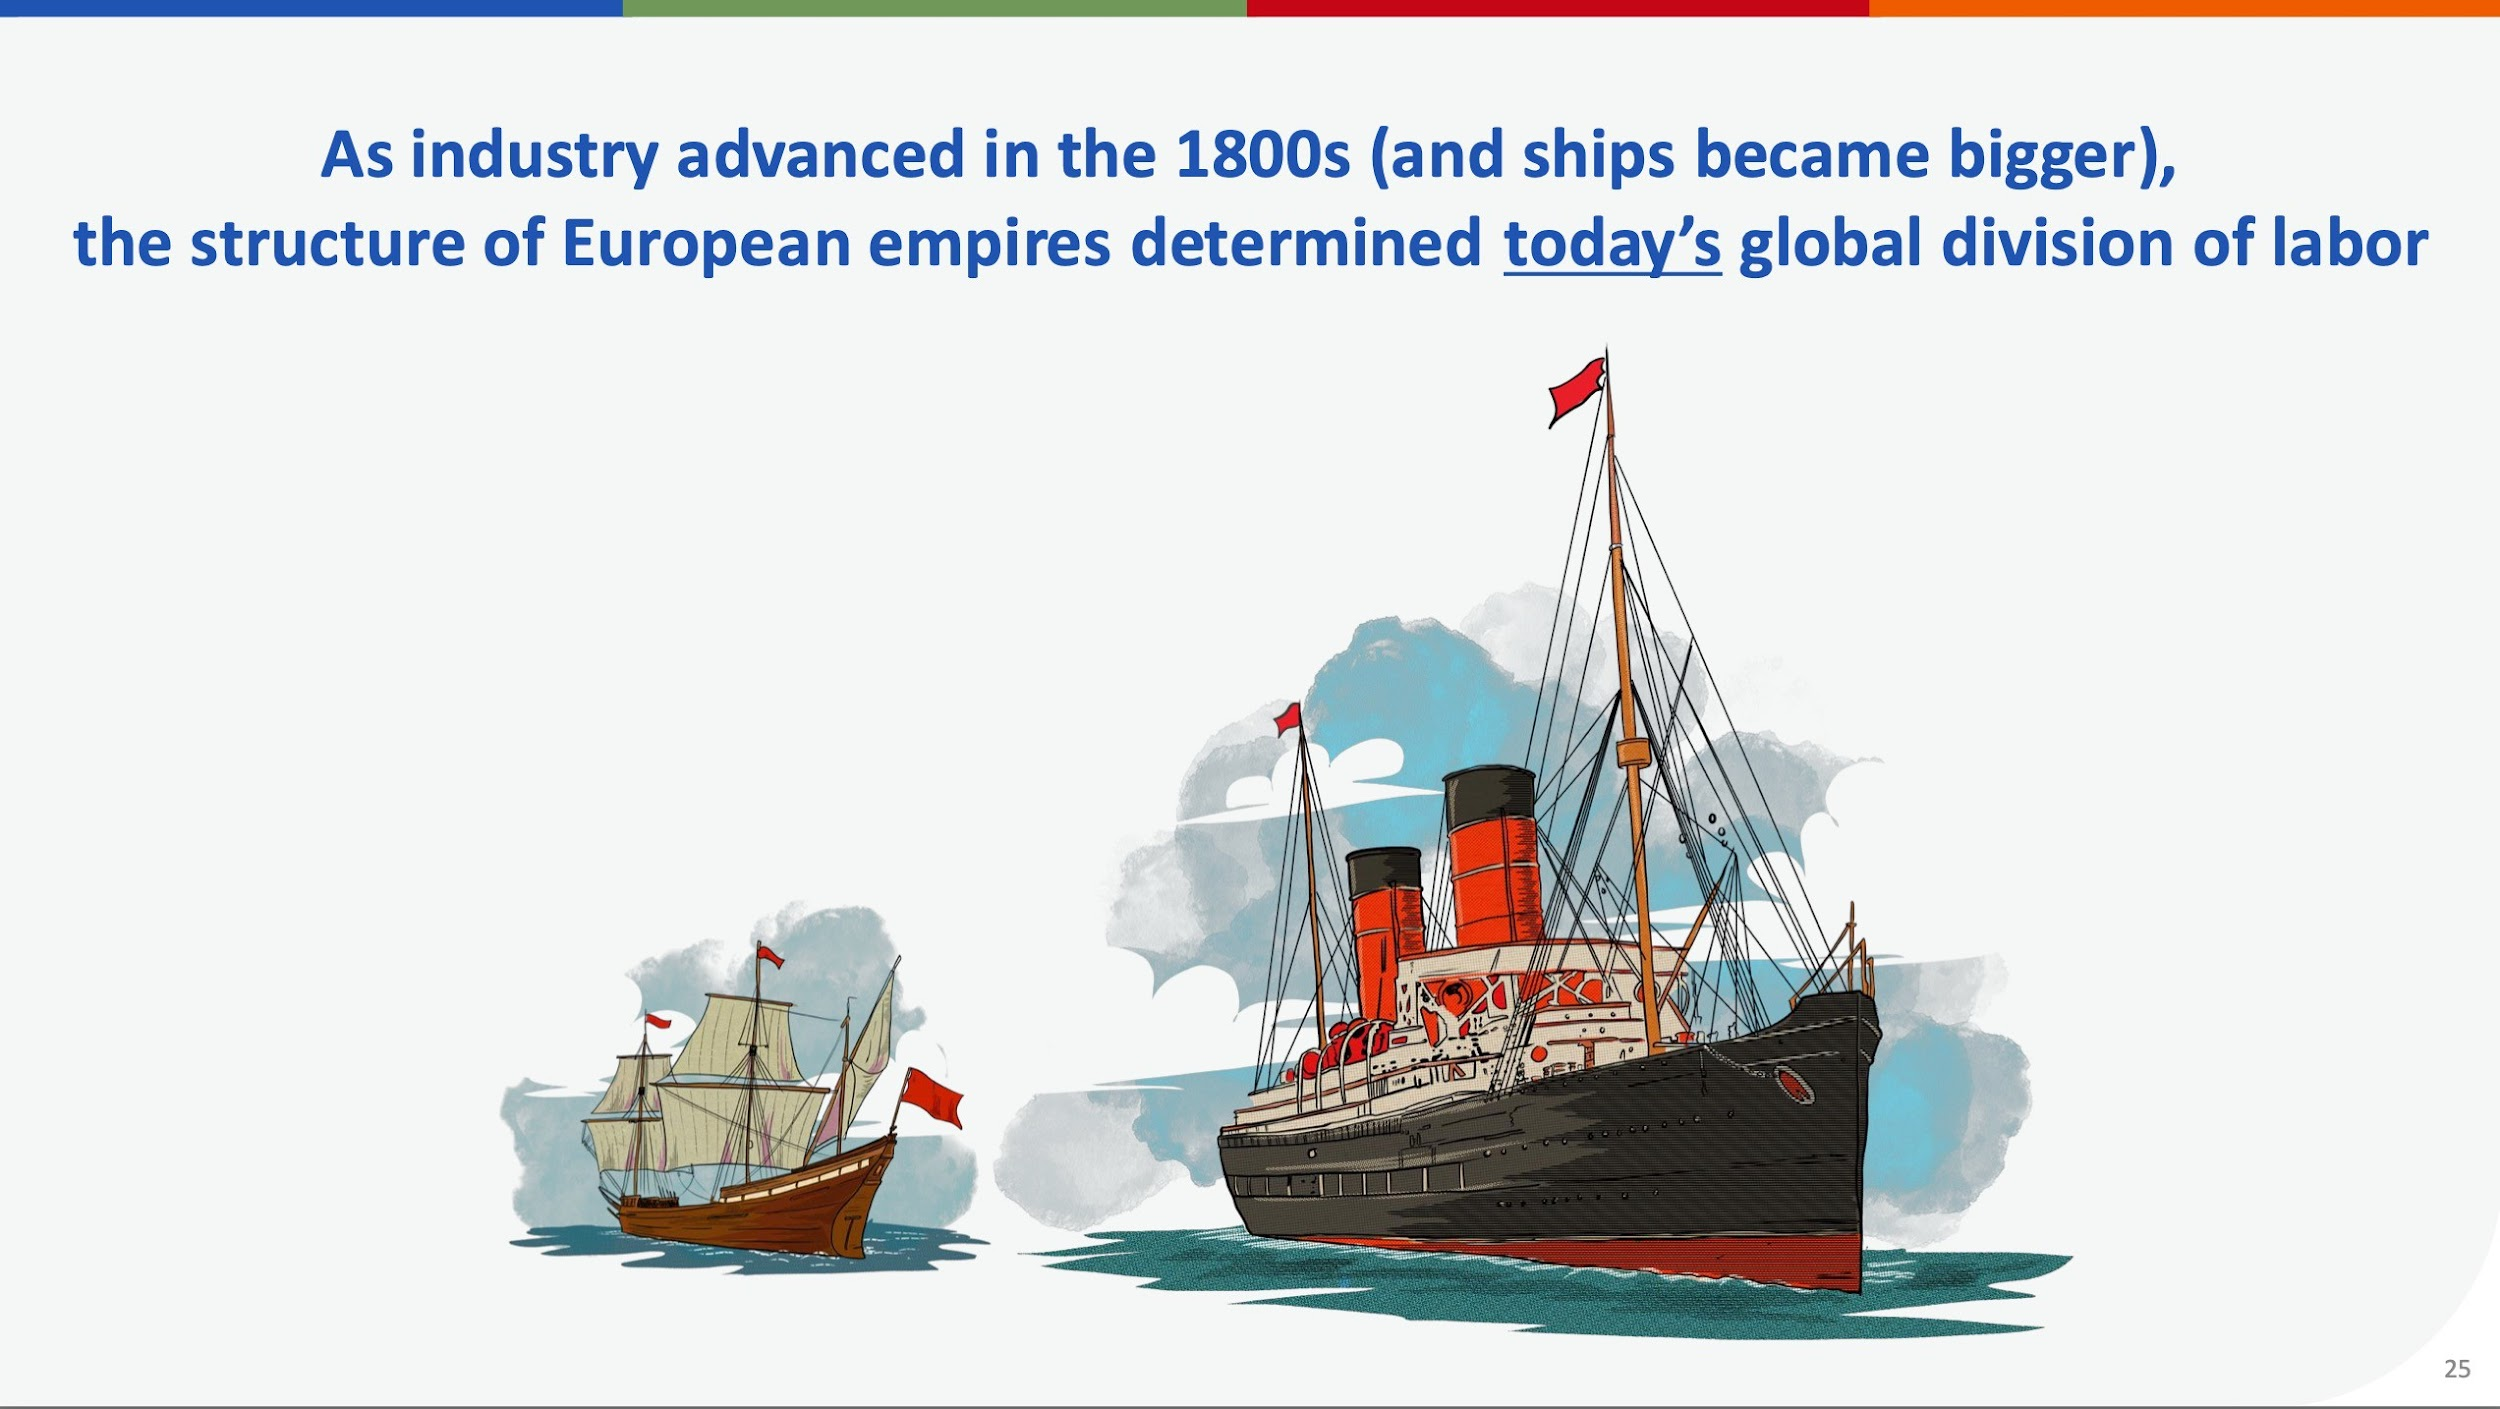 As industry advanced in the 1800s (and ships became bigger),
the structure of European empires determined today’s global division of labor
25